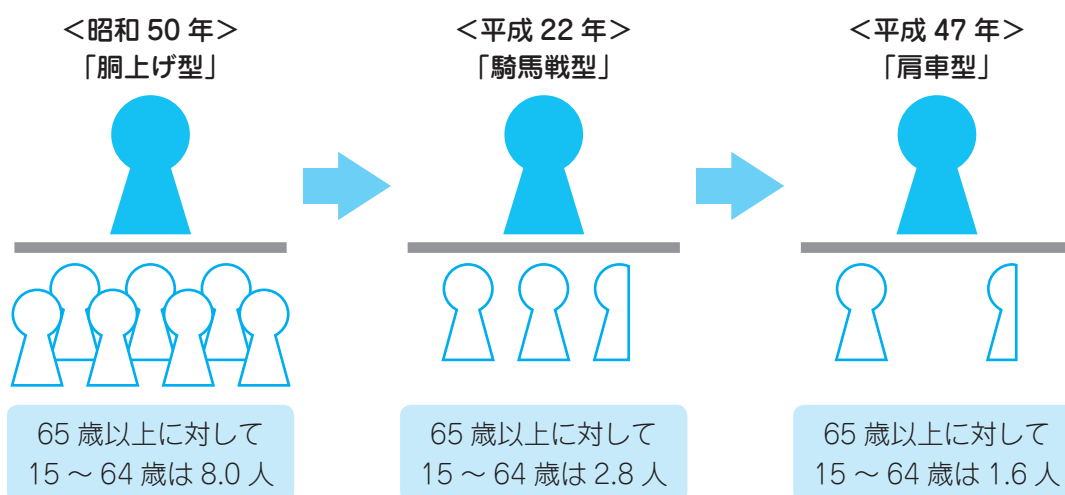 <昭和 50 年>
「胴上げ型」
65 歳以上に対して
15 ～ 64 歳は 8.0 人
<平成 22 年>
「騎馬戦型」
65 歳以上に対して
15 ～ 64 歳は 2.8 人
<平成 47 年>
「肩車型」
65 歳以上に対して
15 ～ 64 歳は 1.6 人